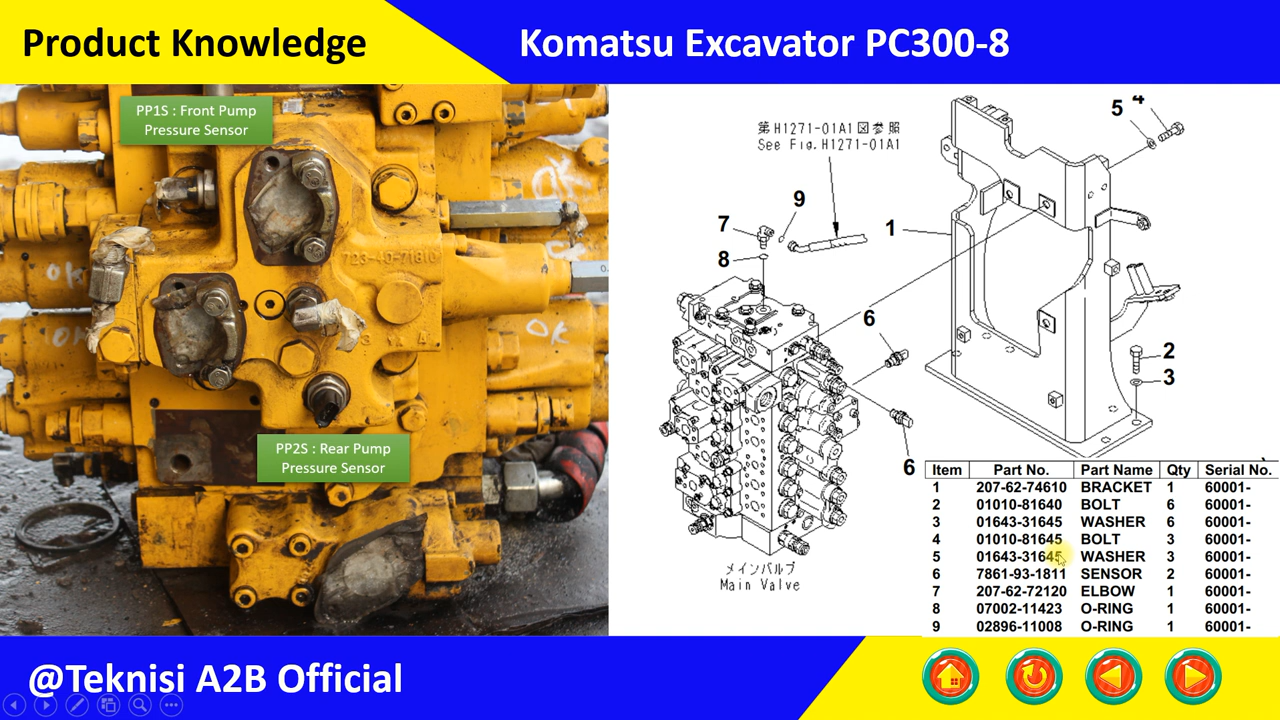 Product Knowledge
Komatsu Excavator PC300-8
PP1S : Front Pump
Pressure Sensor
OK
OK
OK
OK
723-40-71810
3
A
PP2S : Rear Pump
Pressure Sensor
第H1271-01A1図参照
See Fig.H1271-01A1
5
4
9
7
8
1
6
6
2
3
メインバルブ
Main Valve
Item Part No. Part Name Qty Serial No.
1 207-62-74610 BRACKET 1 60001-
2 01010-81640 BOLT 6 60001-
3 01643-31645 WASHER 6 60001-
4 01010-81645 BOLT 3 60001-
5 01643-31645 WASHER 3 60001-
6 7861-93-1811 SENSOR 2 60001-
7 207-62-72120 ELBOW 1 60001-
8 07002-11423 O-RING 1 60001-
9 02896-11008 O-RING 1 60001-
@Teknisi A2B Official